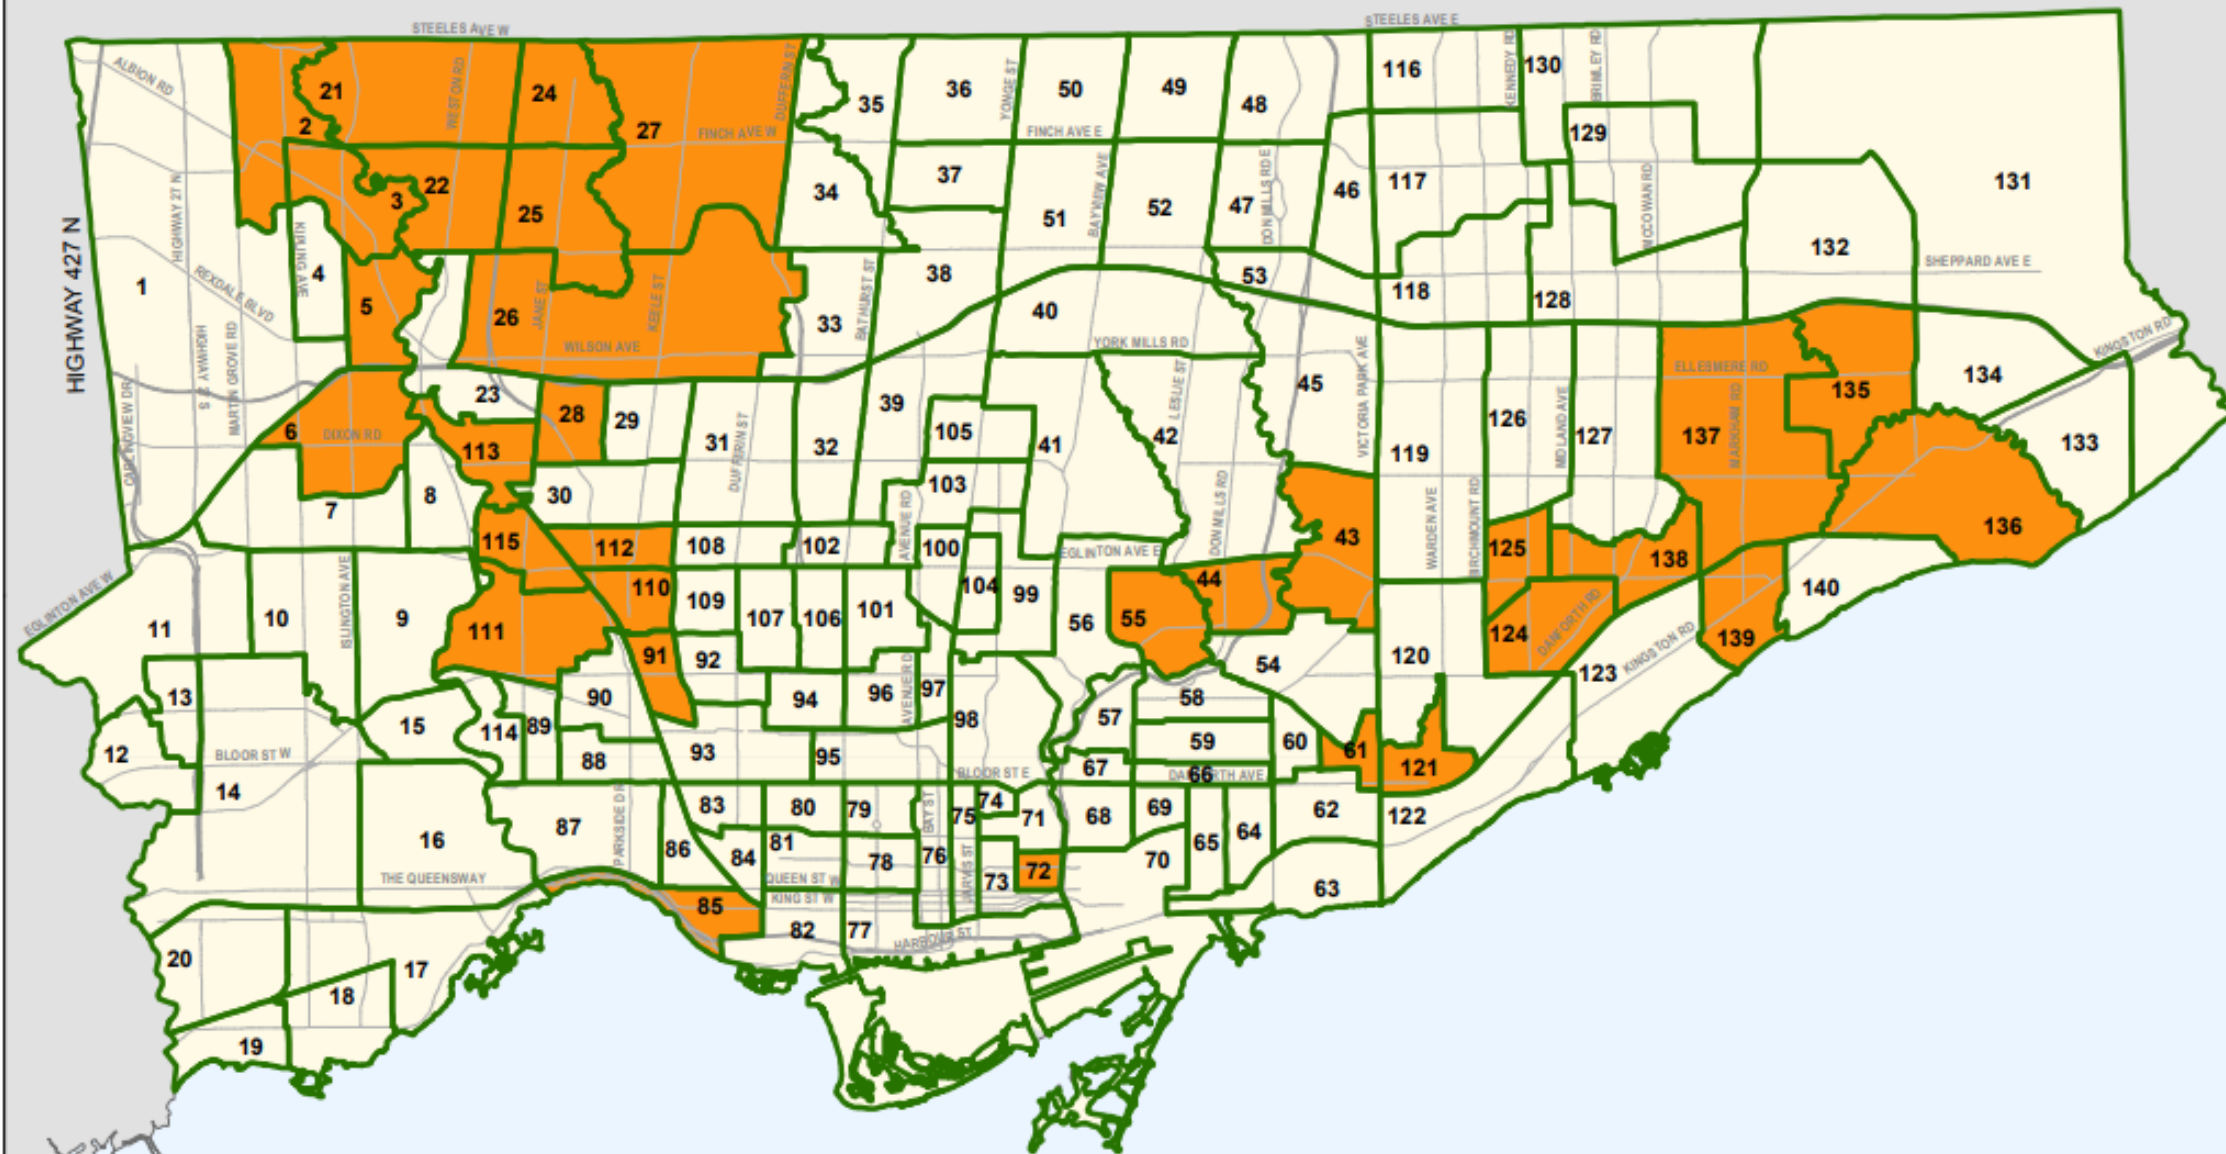 STEELES AVE W
STEELES AVE E
ALBION RD
WESTON RD
DUFFERIN ST
YONGE ST
KENNEDY RD
BRIMLEY RD
21
24
2
27
FINCH AVE W
35
36
50
49
48
116
130
FINCH AVE E
129
HIGHWAY 27 N
3
22
25
34
37
51
BAYVIEW AVE
52
47
DON MILLS RD E
46
117
MCCOWAN RD
131
132
SHEPPARD AVE E
HIGHWAY 427 N
1
REXDALE BLVD
KIPLING AVE
4
5
26
JANE ST
KEELE ST
WILSON AVE
33
BATHURST ST
38
40
YORK MILLS RD
53
118
128
KINGSTON RD
HIGHWAY 27 S
MARTIN GROVE RD
CARLINGVIEW DR
6
DIXON RD
23
28
29
113
31
DUFFERIN ST
32
39
105
41
42
LESLIE ST
45
VICTORIA PARK AVE
119
126
MIDLAND AVE
127
ELLESMERE RD
137
MARKHAM RD
135
134
133
7
8
30
103
AVENUE RD
DON MILLS RD
43
WARDEN AVE
BIRCHMOUNT RD
136
115
112
108
102
100
EGLINTON AVE E
125
138
EGLINTON AVE W
11
10
ISLINGTON AVE
9
111
110
109
107
106
101
104
99
56
55
44
124
DANFORTH RD
139
140
13
12
14
BLOOR ST W
15
114
89
90
91
92
94
96
AVENUE RD
97
98
57
58
54
120
123
KINGSTON RD
88
93
95
BLOOR ST E
67
59
66
DANFORTH AVE
60
61
121
16
THE QUEENSWAY
87
PARKSIDE DR
86
83
84
80
81
79
78
BAY ST
76
75
74
71
68
69
65
64
62
122
72
73
JARVIS ST
70
63
QUEEN ST W
KING ST W
85
82
77
HARBOUR ST
20
17
18
19